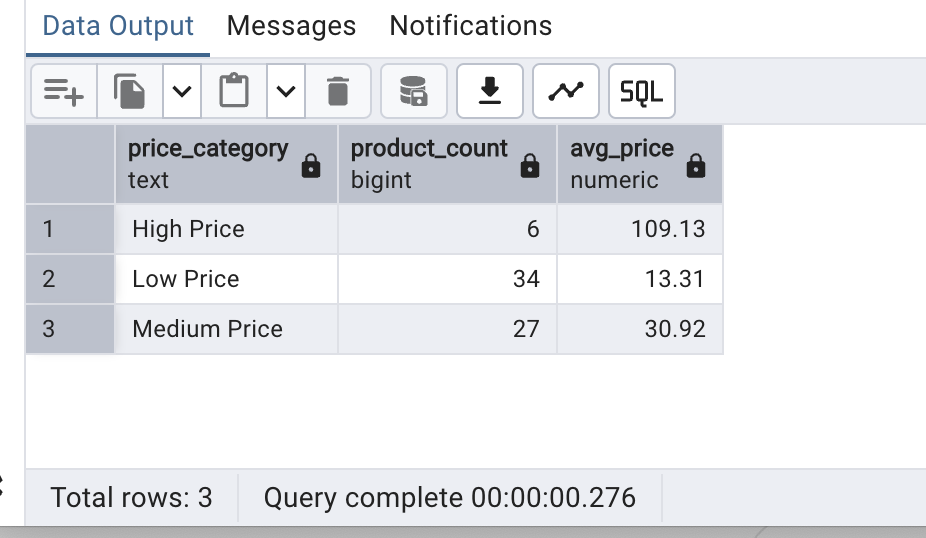 Data Output Messages Notifications
SQL
price_category product_count avg_price
text bigint numeric
1 High Price 6 109.13
2 Low Price 34 13.31
3 Medium Price 27 30.92
Total rows: 3 Query complete 00:00:00.276